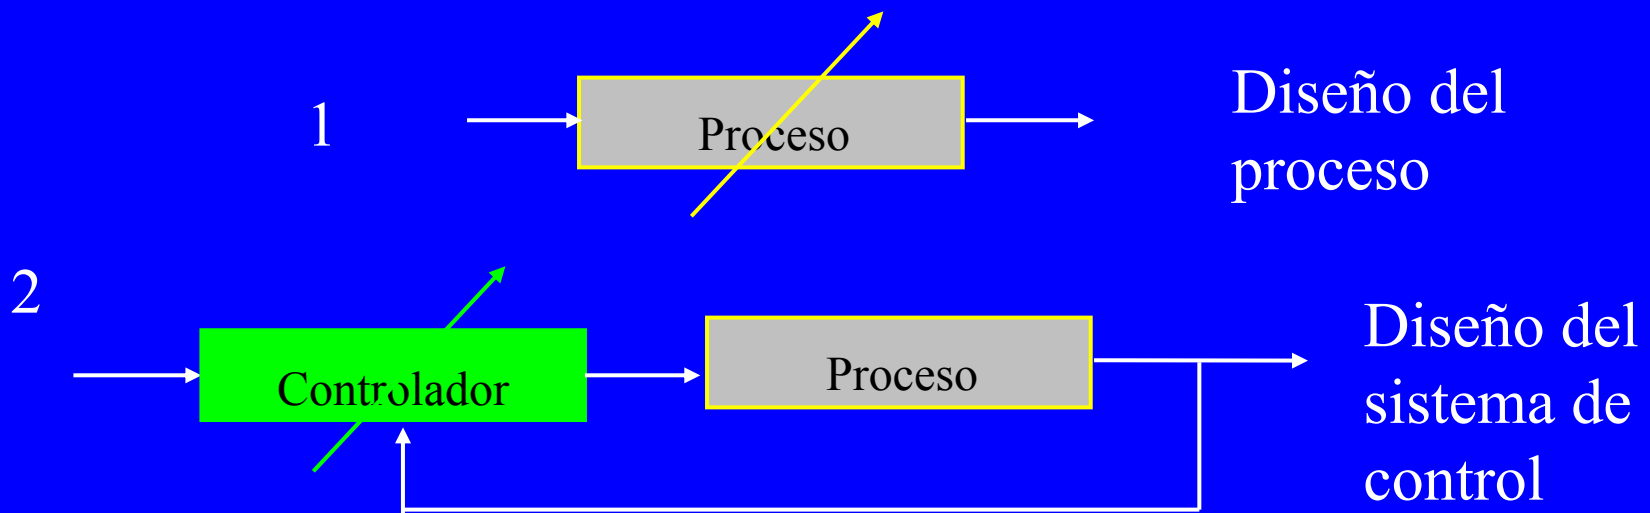 1
Proceso
Diseño del
proceso
2
Controlador
Proceso
Diseño del
sistema de
control